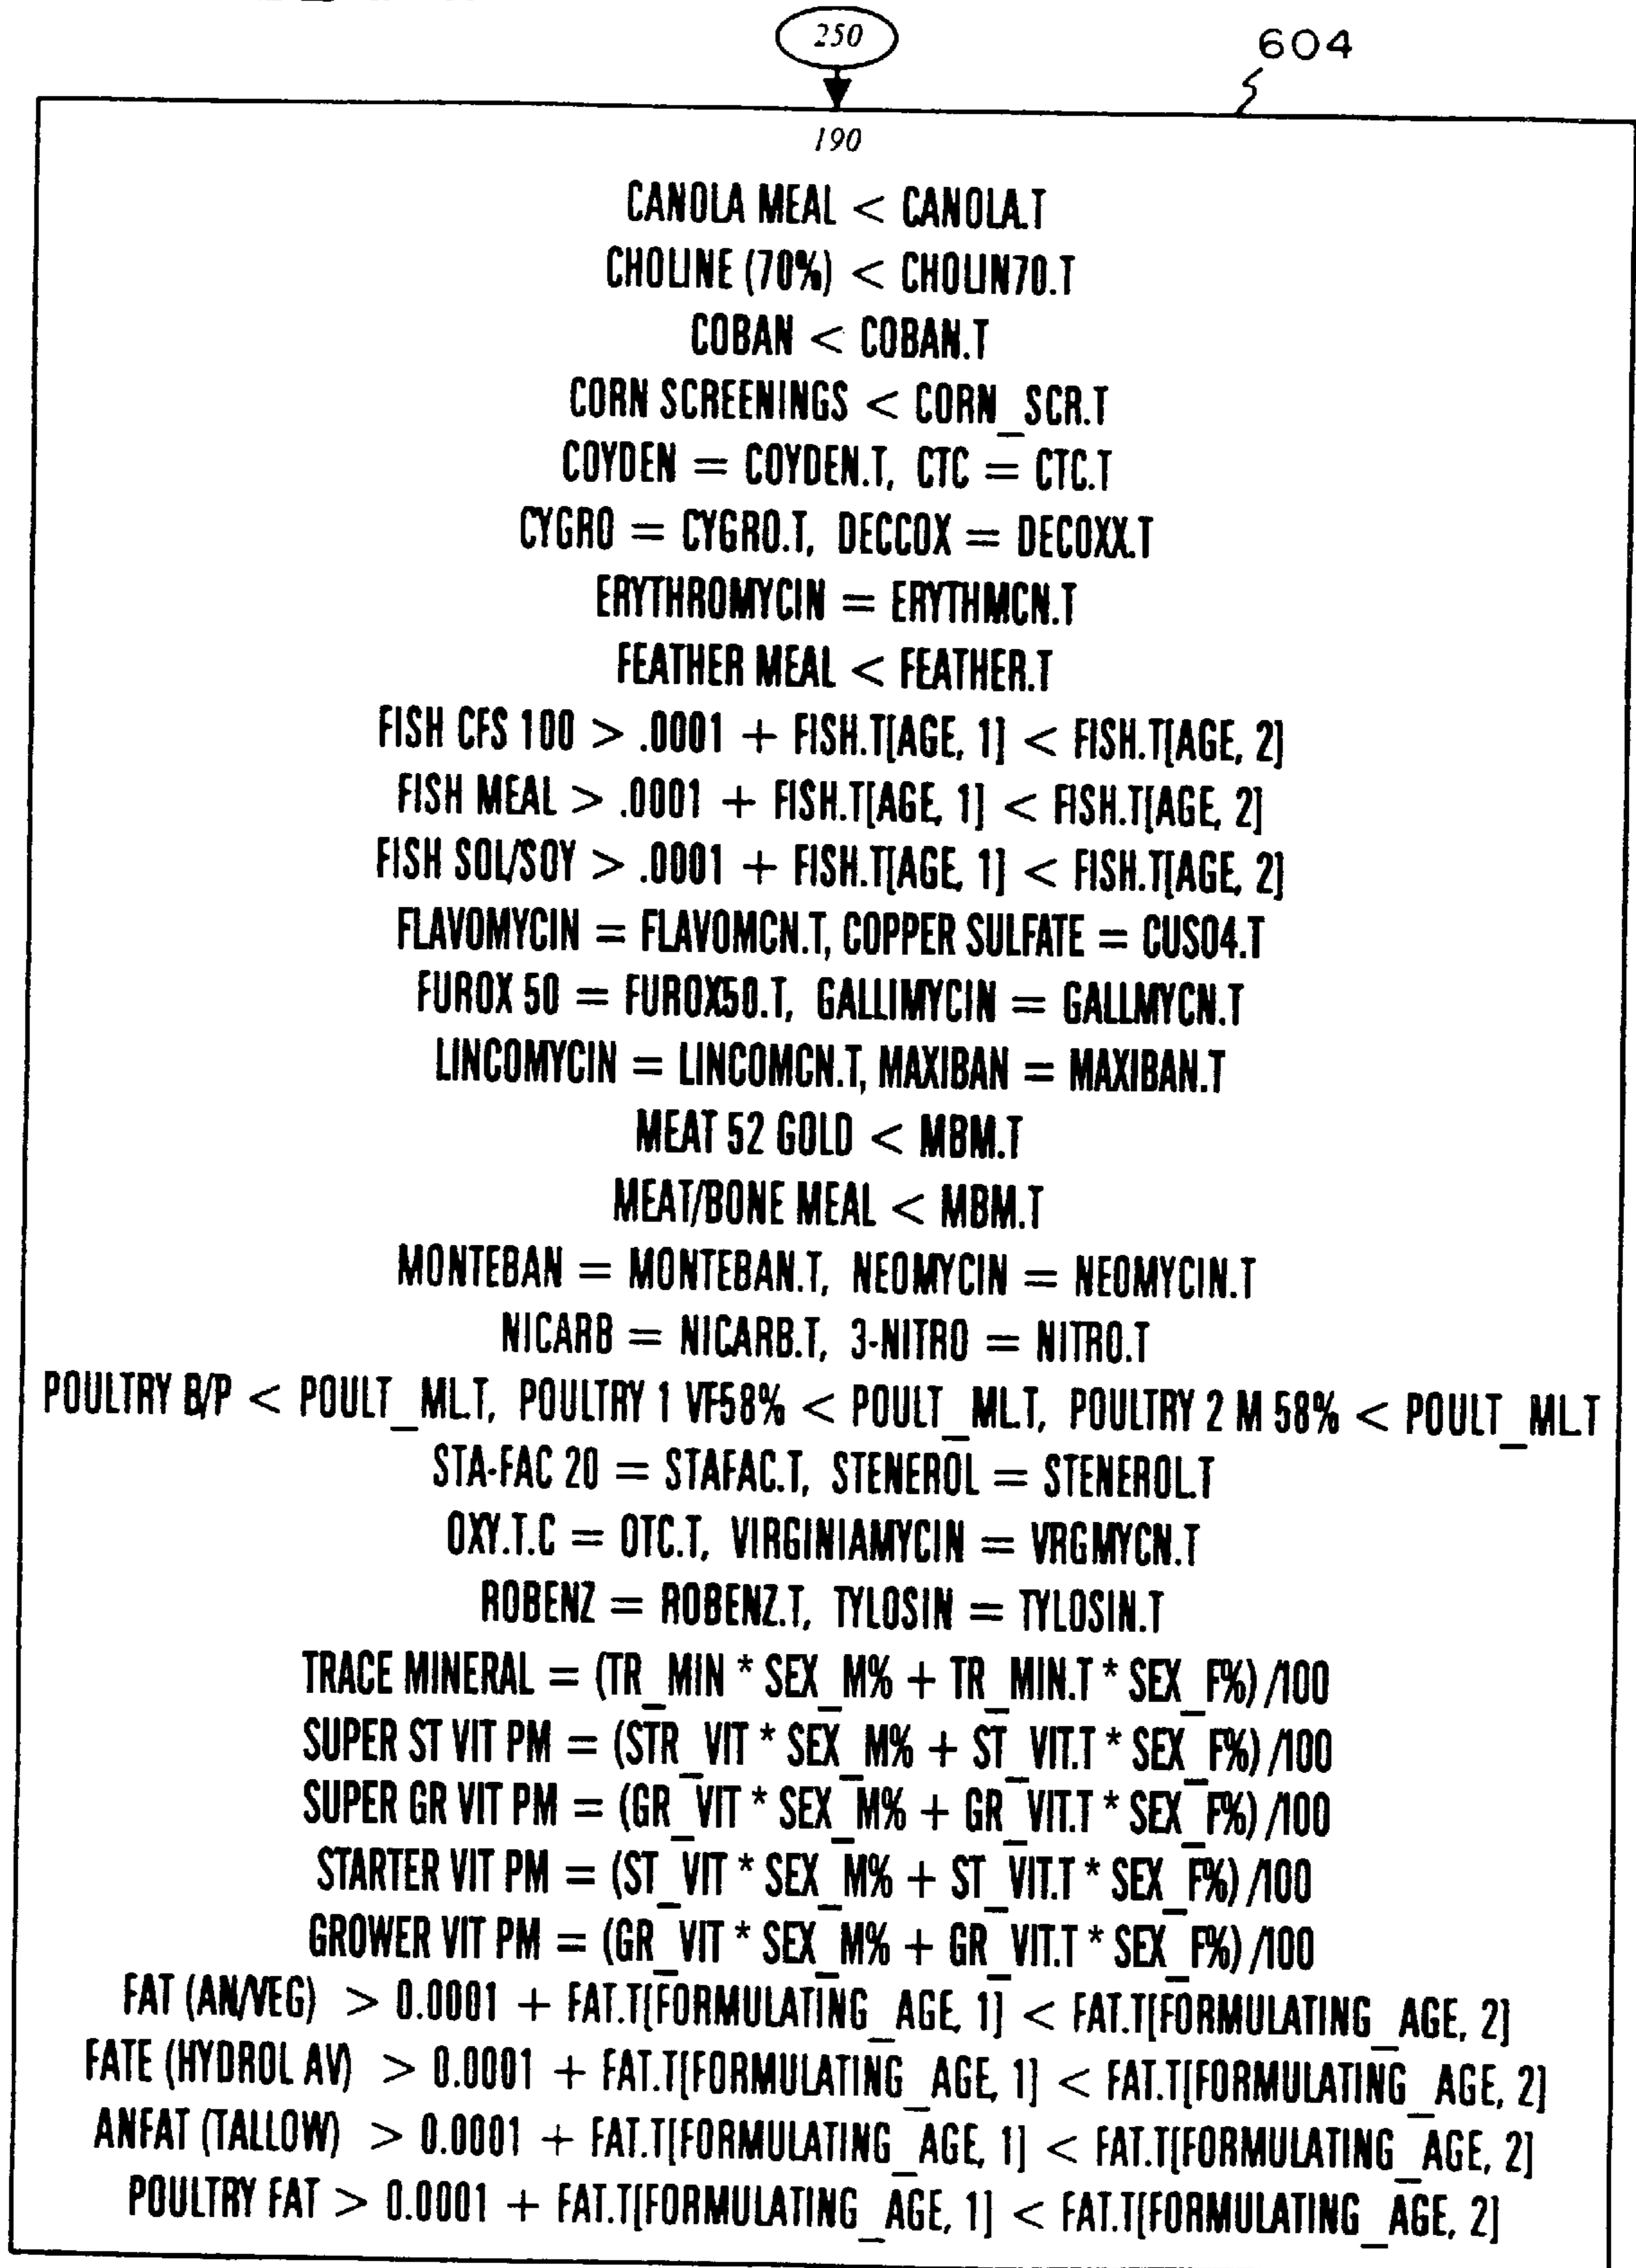 250
604
190
CANOLA MEAL < CANOLA.T
CHOLINE (70%) < CHOLIN70.T
COBAN < COBAN.T
CORN SCREENINGS < CORN_SCR.T
COYDEN = COYDEN.T, CTC = CTC.T
CYGRO = CYGRO.T, DECCOX = DECOXX.T
ERYTHROMYCIN = ERYTHMCN.T
FEATHER MEAL < FEATHER.T
FISH CFS 100 > .0001 + FISH.T[AGE, 1] < FISH.T[AGE, 2]
FISH MEAL > .0001 + FISH.T[AGE, 1] < FISH.T[AGE, 2]
FISH SOL/SOY > .0001 + FISH.T[AGE, 1] < FISH.T[AGE, 2]
FLAVOMYCIN = FLAVOMCN.T, COPPER SULFATE = CUSO4.T
FUROX 50 = FUROX50.T, GALLIMYCIN = GALLMYCN.T
LINCOMYCIN = LINCOMCN.T, MAXIBAN = MAXIBAN.T
MEAT 52 GOLD < MBM.T
MEAT/BONE MEAL < MBM.T
MONTEBAN = MONTEBAN.T, NEOMYCIN = NEOMYCIN.T
NICARB = NICARB.T, 3-NITRO = NITRO.T
POULTRY B/P < POULT_ML.T, POULTRY 1 VF58% < POULT_ML.T, POULTRY 2 M 58% < POULT_ML.T
STA-FAC 20 = STAFAC.T, STENEROL = STENEROL.T
OXY.T.C = OTC.T, VIRGINIAMYCIN = VRGMYCN.T
ROBENZ = ROBENZ.T, TYLOSIN = TYLOSIN.T
TRACE MINERAL = (TR_MIN * SEX_M% + TR_MIN.T * SEX_F%) /100
SUPER ST VIT PM = (STR_VIT * SEX_M% + ST_VIT.T * SEX_F%) /100
SUPER GR VIT PM = (GR_VIT * SEX_M% + GR_VIT.T * SEX_F%) /100
STARTER VIT PM = (ST_VIT * SEX_M% + ST_VIT.T * SEX_F%) /100
GROWER VIT PM = (GR_VIT * SEX_M% + GR_VIT.T * SEX_F%) /100
FAT (AN/VEG) > 0.0001 + FAT.T[FORMULATING_AGE, 1] < FAT.T[FORMULATING_AGE, 2]
FATE (HYDROL AV) > 0.0001 + FAT.T[FORMULATING_AGE, 1] < FAT.T[FORMULATING_AGE, 2]
ANFAT (TALLOW) > 0.0001 + FAT.T[FORMULATING_AGE, 1] < FAT.T[FORMULATING_AGE, 2]
POULTRY FAT > 0.0001 + FAT.T[FORMULATING_AGE, 1] < FAT.T[FORMULATING_AGE, 2]